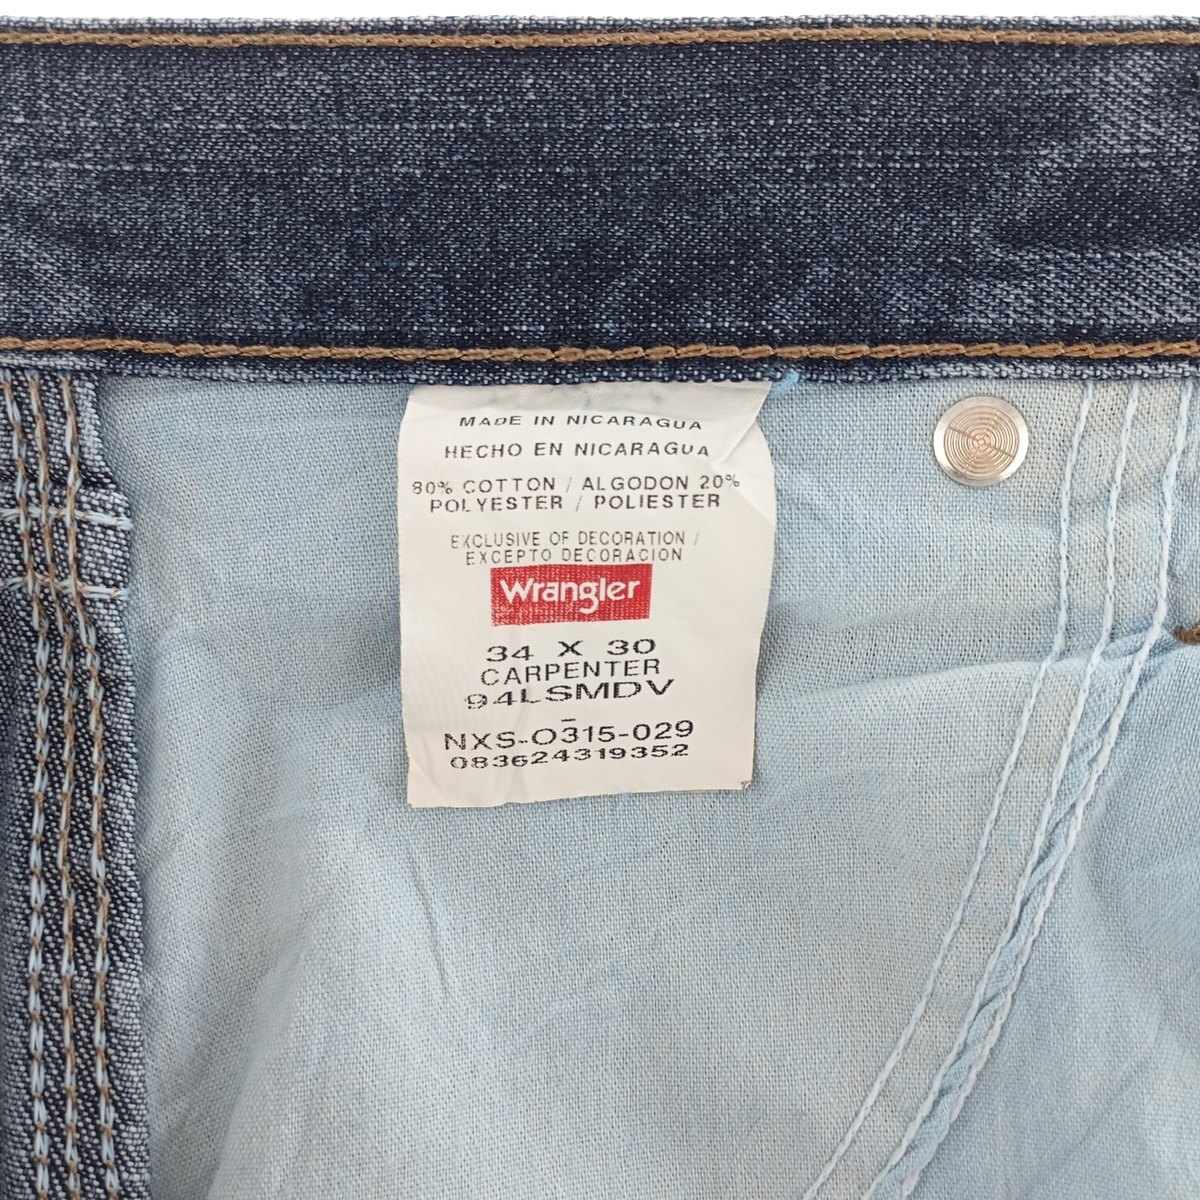 MADE IN NICARAGUA
HECHO EN NICARAGUA
80% COTTON / ALGODON 20%
POLYESTER / POLIESTER
EXCLUSIVE OF DECORATION /
EXCEPTO DECORACION
Wrangler
34 X 30
CARPENTER
94LSMDV
NXS-O315-029
083624319352